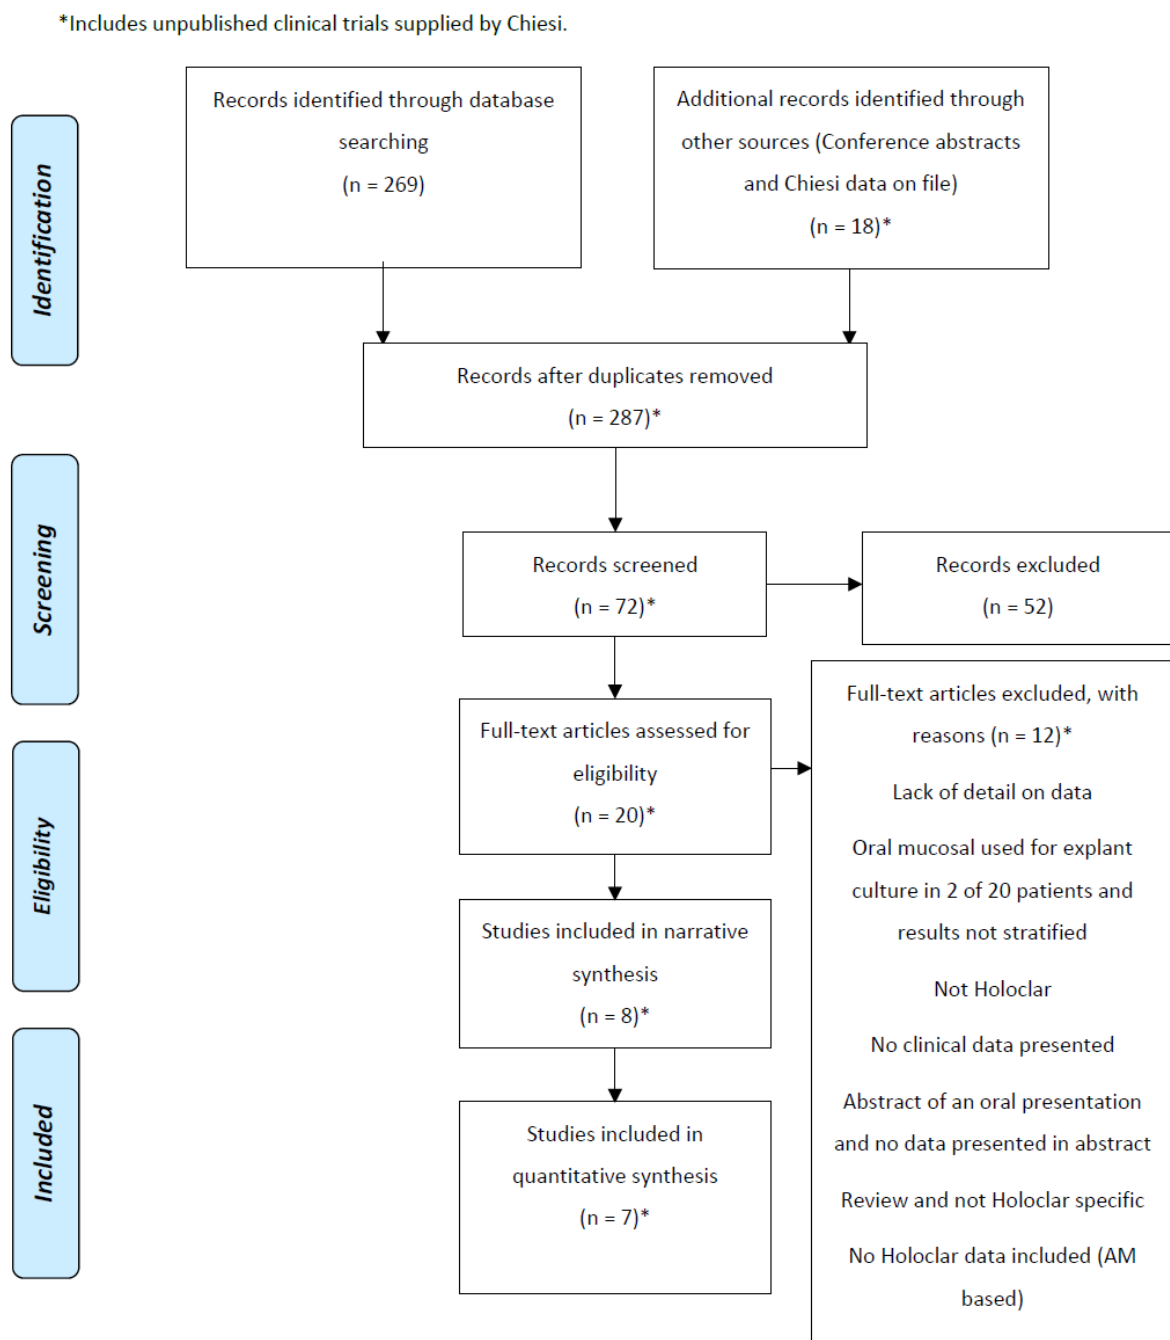 *Includes unpublished clinical trials supplied by Chiesi.
Identification
Records identified through database
searching
(n = 269)
Additional records identified through
other sources (Conference abstracts
and Chiesi data on file)
(n = 18)*
Records after duplicates removed
(n = 287)*
Screening
Records screened
(n = 72)*
Records excluded
(n = 52)
Eligibility
Full-text articles assessed for
eligibility
(n = 20)*
Full-text articles excluded, with
reasons (n = 12)*
Lack of detail on data
Oral mucosal used for explant
culture in 2 of 20 patients and
results not stratified
Not Holoclar
No clinical data presented
Abstract of an oral presentation
and no data presented in abstract
Review and not Holoclar specific
No Holoclar data included (AM
based)
Studies included in narrative
synthesis
(n = 8)*
Included
Studies included in
quantitative synthesis
(n = 7)*